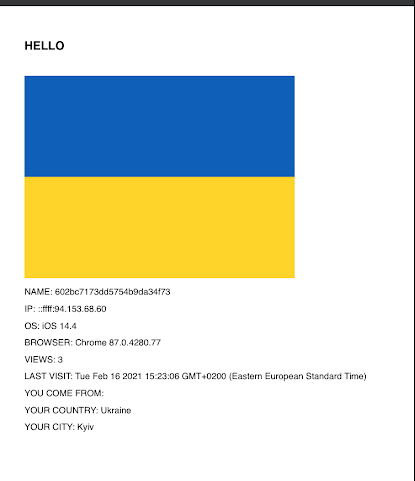 HELLO
NAME: 602bc7173dd5754b9da34f73
IP: ::ffff:94.153.68.60
OS: iOS 14.4
BROWSER: Chrome 87.0.4280.77
VIEWS: 3
LAST VISIT: Tue Feb 16 2021 15:23:06 GMT+0200 (Eastern European Standard Time)
YOU COME FROM:
YOUR COUNTRY: Ukraine
YOUR CITY: Kyiv